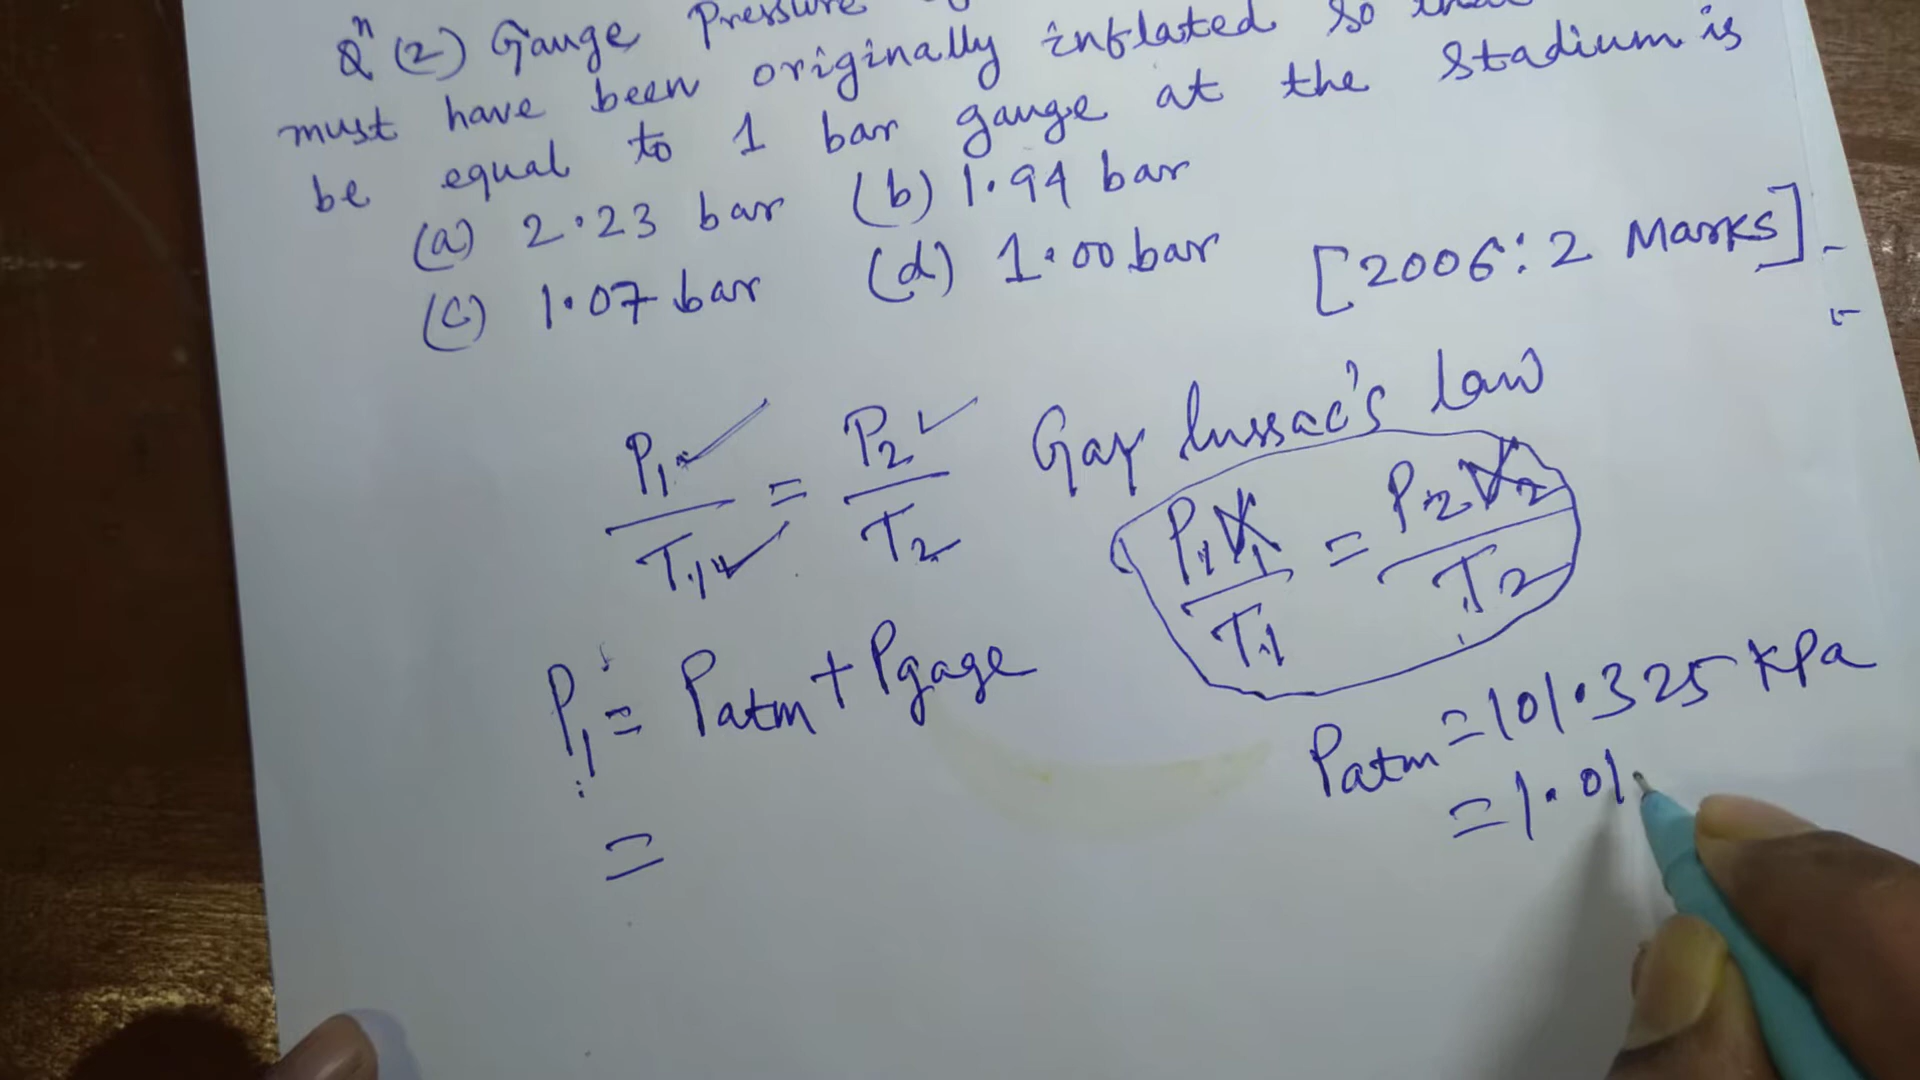 Qⁿ (2) Gauge Pressure
must have been originally inflated so that
be equal to 1 bar gauge at the stadium is
(a) 2.23 bar (b) 1.94 bar
(c) 1.07 bar (d) 1.00 bar [2006: 2 Marks]
P₁/T₁ = P₂/T₂ Gay lussac's law
P₁V₁/T₁ = P₂V₂/T₂
P₁ = Patm + Pgage
Patm = 101.325 KPa
= 1.01
=